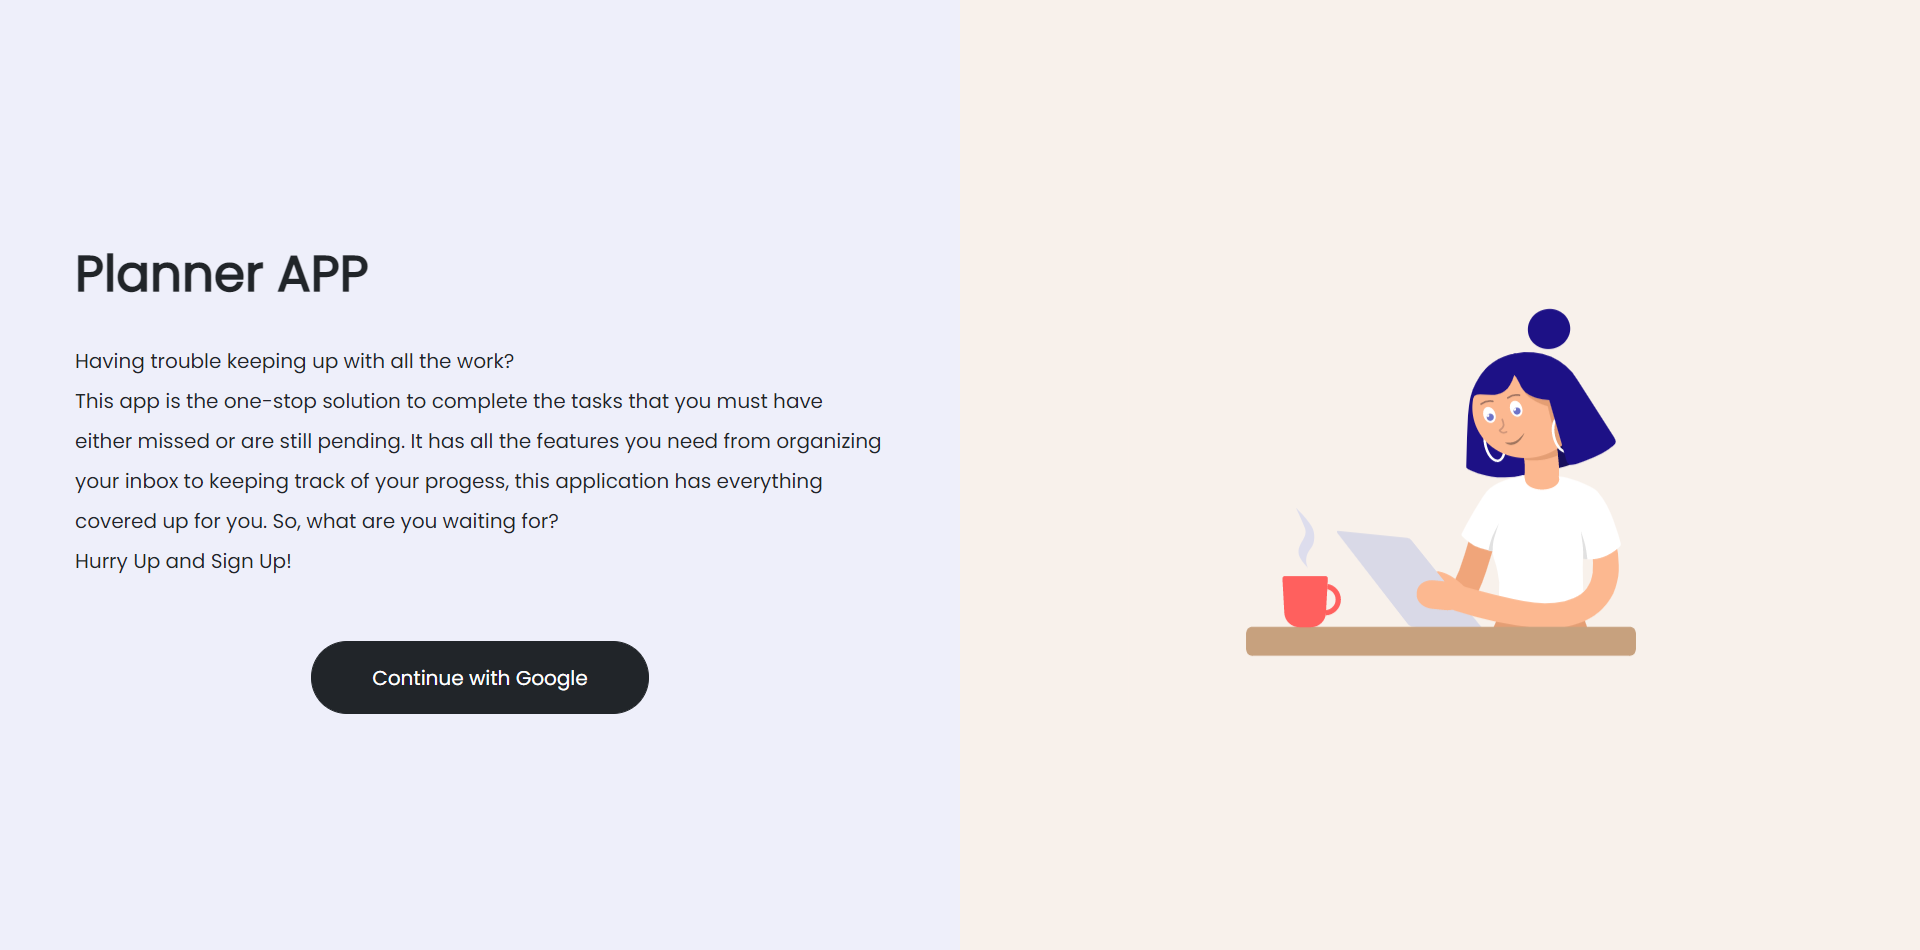 Planner APP
Having trouble keeping up with all the work?
This app is the one-stop solution to complete the tasks that you must have
either missed or are still pending. It has all the features you need from organizing
your inbox to keeping track of your progess, this application has everything
covered up for you. So, what are you waiting for?
Hurry Up and Sign Up!
Continue with Google